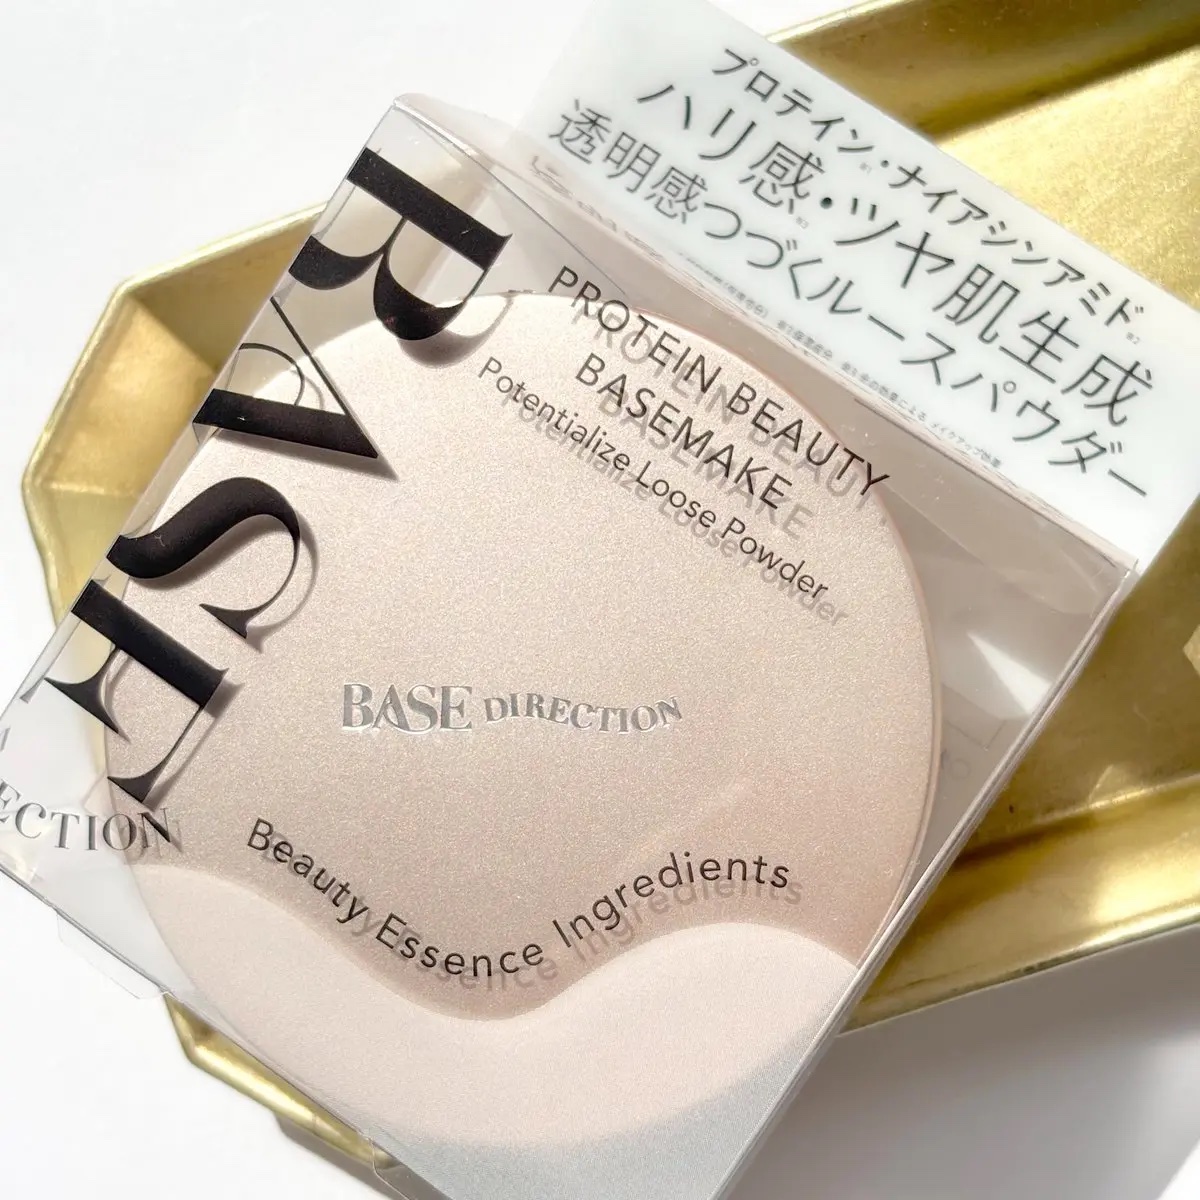 プロテイン・ナイアシンアミド
ハリ感・ツヤ肌生成
透明感つづくルースパウダー
BASE
ECTION
PROTEIN BEAUTY
BASEMAKE
Potentialize Loose Powder
BASE DIRECTION
Beauty Essence Ingredients